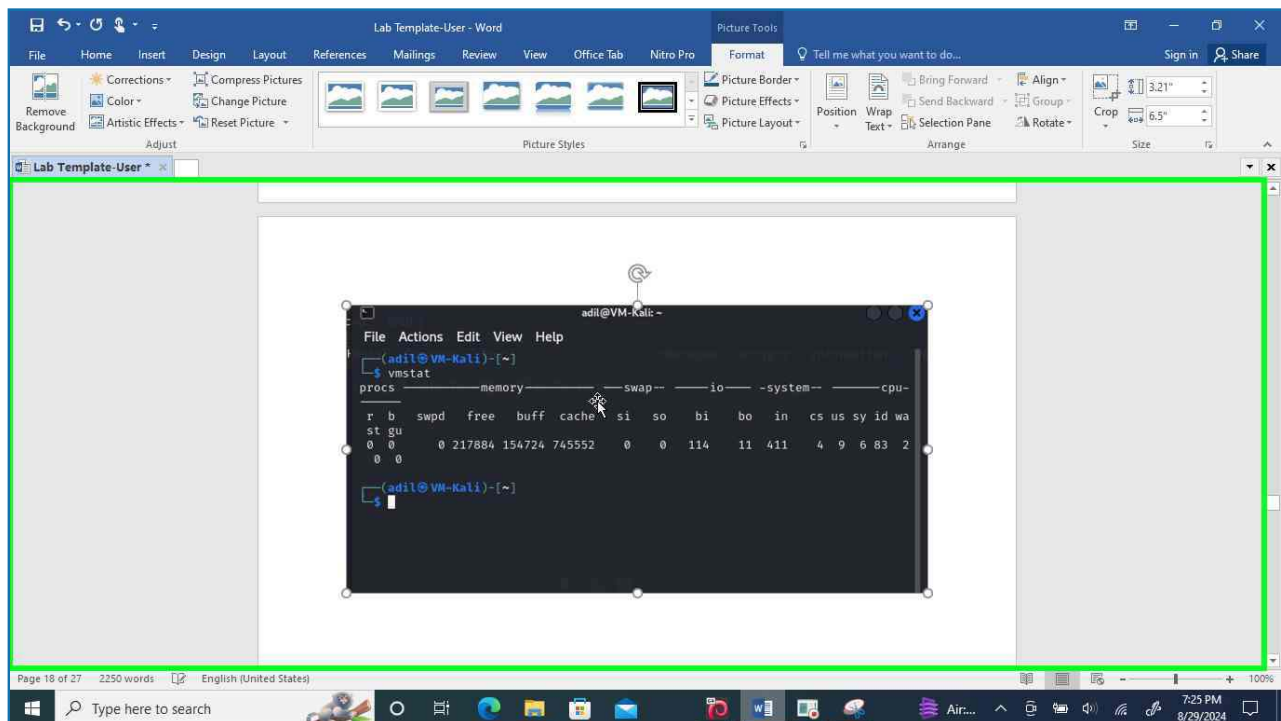 Lab Template-User - Word
Picture Tools
File Home Insert Design Layout References Mailings Review View Office Tab Nitro Pro Format Tell me what you want to do... Sign in Share
Remove Background
Corrections
Color
Artistic Effects
Compress Pictures
Change Picture
Reset Picture
Adjust
Picture Styles
Picture Border
Picture Effects
Picture Layout
Position
Wrap Text
Bring Forward
Send Backward
Selection Pane
Align
Group
Rotate
Arrange
Crop
3.21"
6.5"
Size
Lab Template-User *
adil@VM-Kali: ~
File Actions Edit View Help
(adil㉿VM-Kali)-[~]
$ vmstat
procs memory swap-- io -system-- cpu-
r b swpd free buff cache si so bi bo in cs us sy id wa
st gu
0 0 0 217884 154724 745552 0 0 114 11 411 4 9 6 83 2
0 0
(adil㉿VM-Kali)-[~]
$
Page 18 of 27 2250 words English (United States) 100%
Type here to search
Air:...
7:25 PM
8/29/2024